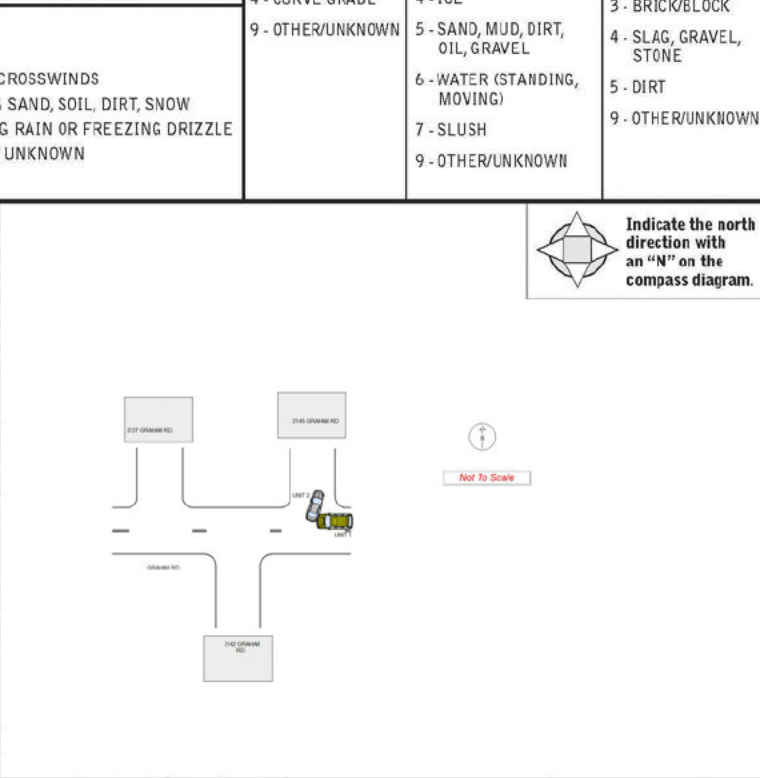 4 - CURVE GRADE
4 - ICE
3 - BRICK/BLOCK
9 - OTHER/UNKNOWN
5 - SAND, MUD, DIRT,
OIL, GRAVEL
4 - SLAG, GRAVEL,
STONE
CROSSWINDS
SAND, SOIL, DIRT, SNOW
6 - WATER (STANDING,
MOVING)
5 - DIRT
G RAIN OR FREEZING DRIZZLE
7 - SLUSH
9 - OTHER/UNKNOWN
UNKNOWN
9 - OTHER/UNKNOWN
Indicate the north
direction with
an “N” on the
compass diagram.
2137 GRAHAM RD.
2145 GRAHAM RD
N
Not To Scale
UNIT 2
UNIT 1
GRAHAM RD.
2142 GRAHAM
RD.